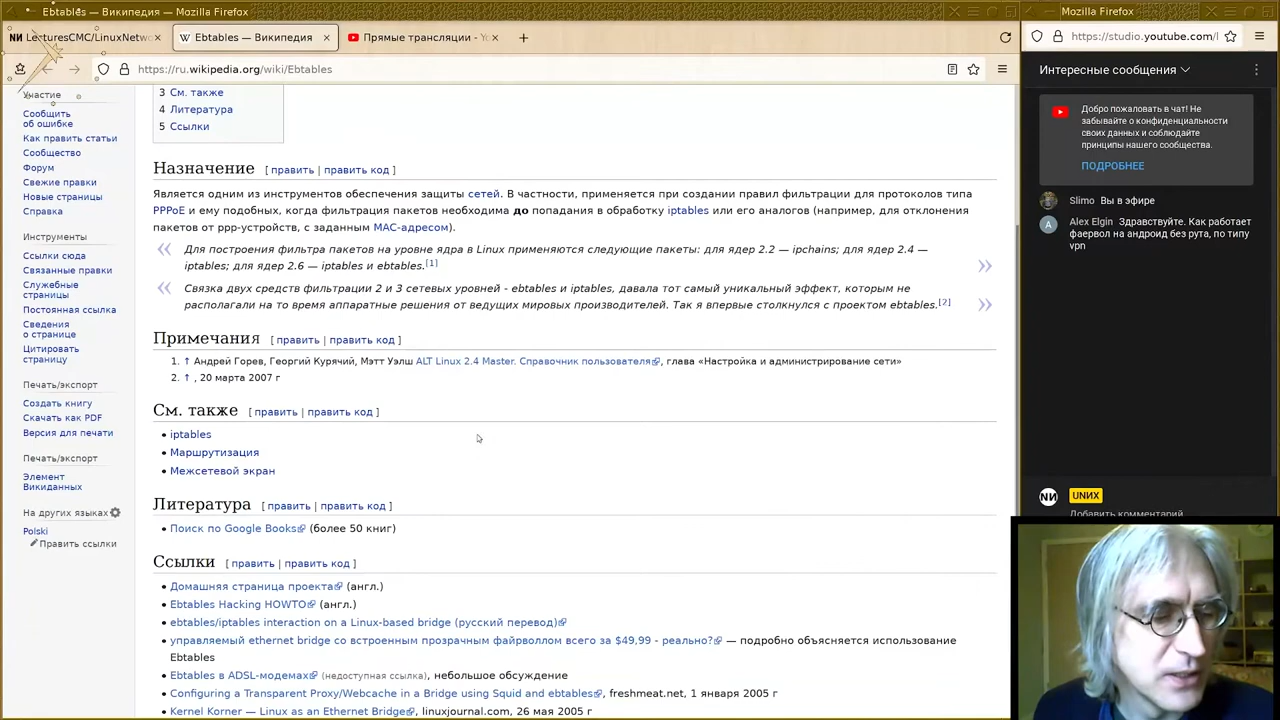 Ebtables — Википедия — Mozilla Firefox
Mozilla Firefox
LecturesCMC/LinuxNetwo
Ebtables — Википедия
Прямые трансляции - Yo
https://ru.wikipedia.org/wiki/Ebtables
https://studio.youtube.com/l
Участие
Сообщить
об ошибке
Как править статьи
Сообщество
Форум
Свежие правки
Новые страницы
Справка
Инструменты
Ссылки сюда
Связанные правки
Служебные
страницы
Постоянная ссылка
Сведения
о странице
Цитировать
страницу
Печать/экспорт
Создать книгу
Скачать как PDF
Версия для печати
Печать/экспорт
Элемент
Викиданных
На других языках
Polski
Править ссылки
3 См. также
4 Литература
5 Ссылки
Назначение [ править | править код ]
Является одним из инструментов обеспечения защиты сетей. В частности, применяется при создании правил фильтрации для протоколов типа
PPPoE и ему подобных, когда фильтрация пакетов необходима до попадания в обработку iptables или его аналогов (например, для отклонения
пакетов от ppp-устройств, с заданным MAC-адресом).
« Для построения фильтра пакетов на уровне ядра в Linux применяются следующие пакеты: для ядер 2.2 — ipchains; для ядер 2.4 —
iptables; для ядер 2.6 — iptables и ebtables.[1] »
« Связка двух средств фильтрации 2 и 3 сетевых уровней - ebtables и iptables, давала тот самый уникальный эффект, которым не
располагали на то время аппаратные решения от ведущих мировых производителей. Так я впервые столкнулся с проектом ebtables.[2] »
Примечания [ править | править код ]
1. ↑ Андрей Горев, Георгий Курячий, Мэтт Уэлш ALT Linux 2.4 Master. Справочник пользователя, глава «Настройка и администрирование сети»
2. ↑ , 20 марта 2007 г
См. также [ править | править код ]
• iptables
• Маршрутизация
• Межсетевой экран
Литература [ править | править код ]
• Поиск по Google Books (более 50 книг)
Ссылки [ править | править код ]
• Домашняя страница проекта (англ.)
• Ebtables Hacking HOWTO (англ.)
• ebtables/iptables interaction on a Linux-based bridge (русский перевод)
• управляемый ethernet bridge со встроенным прозрачным файрволлом всего за $49,99 - реально? — подробно объясняется использование
Ebtables
• Ebtables в ADSL-модемах (недоступная ссылка), небольшое обсуждение
• Configuring a Transparent Proxy/Webcache in a Bridge using Squid and ebtables, freshmeat.net, 1 января 2005 г
• Kernel Korner — Linux as an Ethernet Bridge, linuxjournal.com, 26 мая 2005 г
Интересные сообщения
Добро пожаловать в чат! Не
забывайте о конфиденциальности
своих данных и соблюдайте
принципы нашего сообщества.
ПОДРОБНЕЕ
Slimo Вы в эфире
A Alex Elgin Здравствуйте. Как работает
фаервол на андроид без рута, по типу
vpn
UNИX
Добавить комментарий